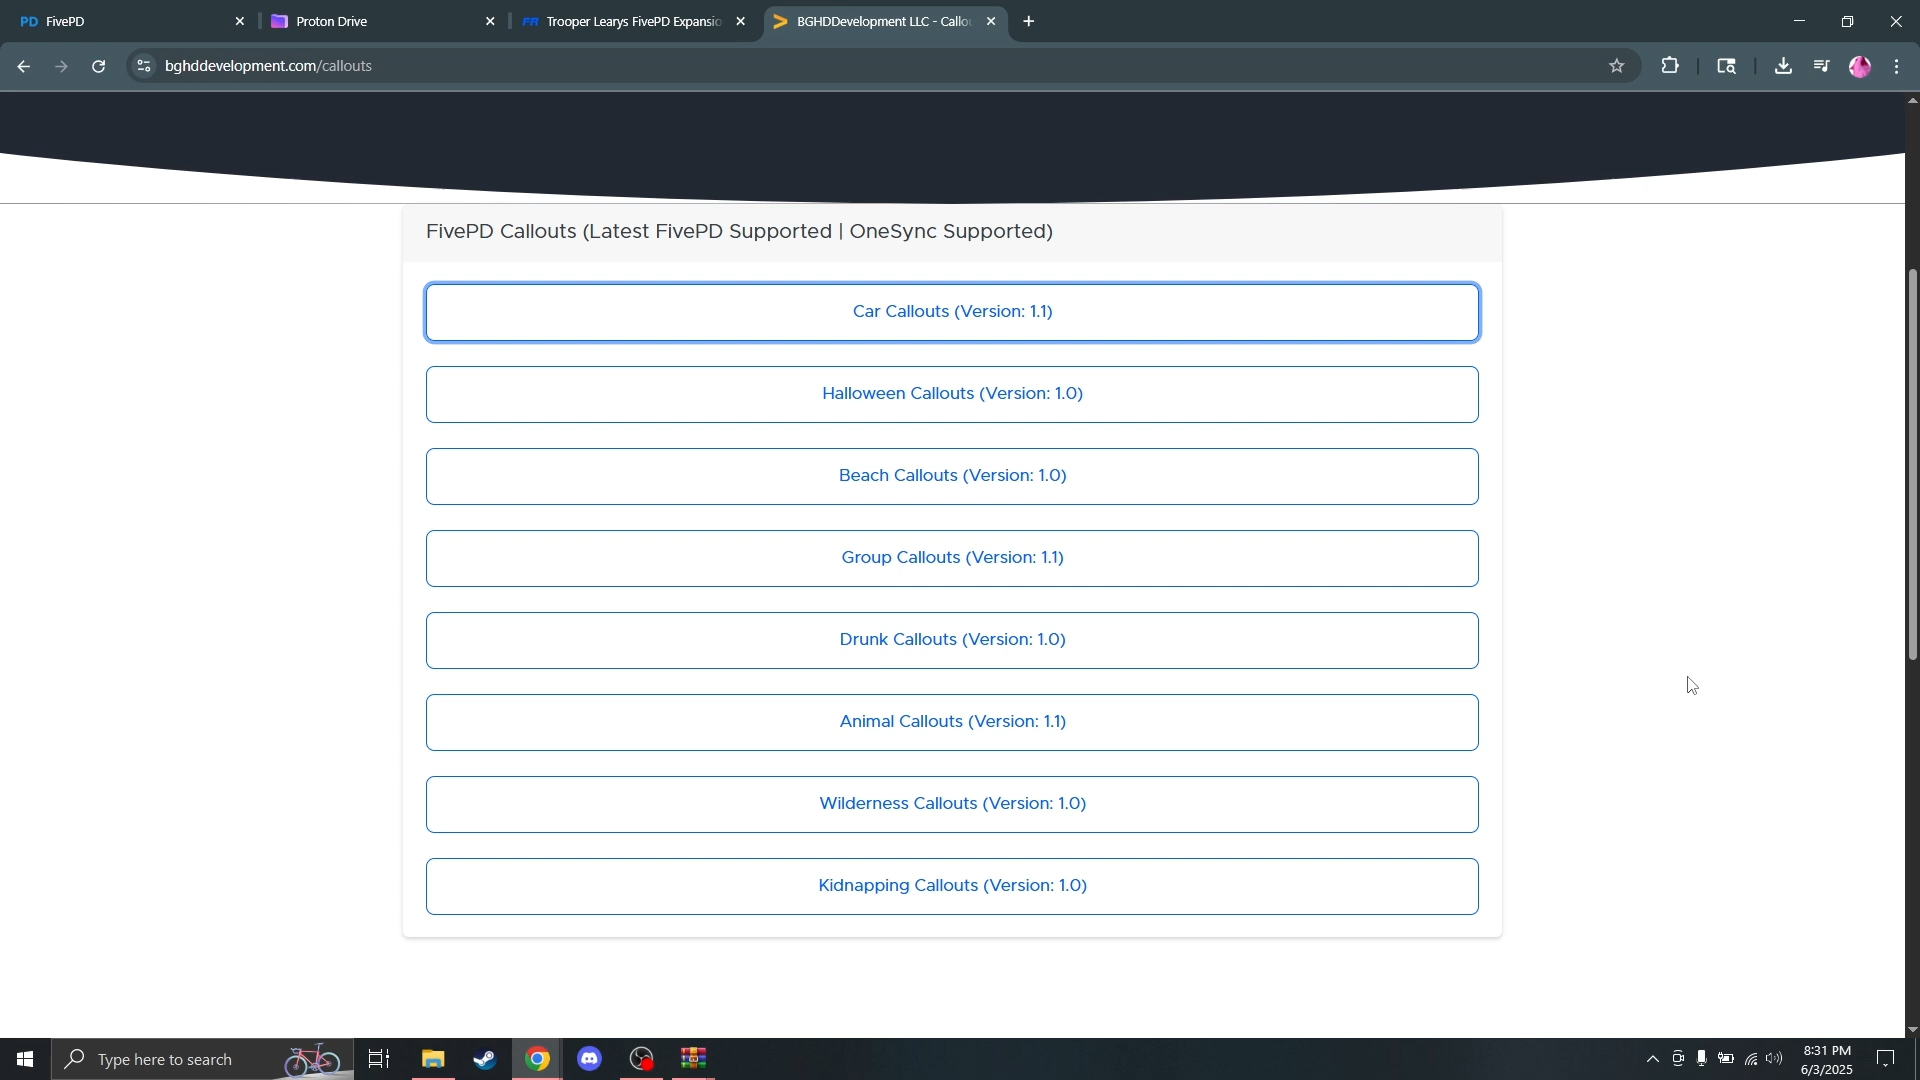 FivePD
Proton Drive
Trooper Learys FivePD Expansio
BGHDDevelopment LLC - Callou
bghddevelopment.com/callouts
FivePD Callouts (Latest FivePD Supported | OneSync Supported)
Car Callouts (Version: 1.1)
Halloween Callouts (Version: 1.0)
Beach Callouts (Version: 1.0)
Group Callouts (Version: 1.1)
Drunk Callouts (Version: 1.0)
Animal Callouts (Version: 1.1)
Wilderness Callouts (Version: 1.0)
Kidnapping Callouts (Version: 1.0)
Type here to search
8:31 PM
6/3/2025